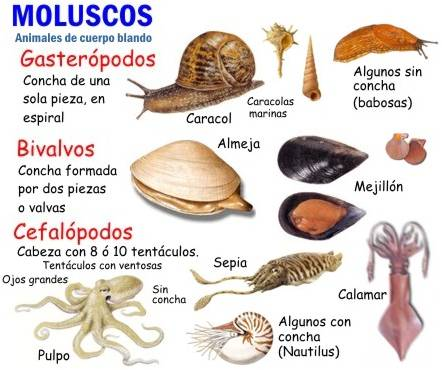 MOLUSCOS
Animales de cuerpo blando
Gasterópodos
Concha de una
sola pieza, en
espiral
Caracol
Caracolas
marinas
Algunos sin
concha
(babosas)
Bivalvos
Concha formada
por dos piezas
o valvas
Almeja
Mejillón
Cefalópodos
Cabeza con 8 ó 10 tentáculos.
Tentáculos con ventosas
Ojos grandes
Sin
concha
Pulpo
Sepia
Calamar
Algunos con
concha
(Nautilus)